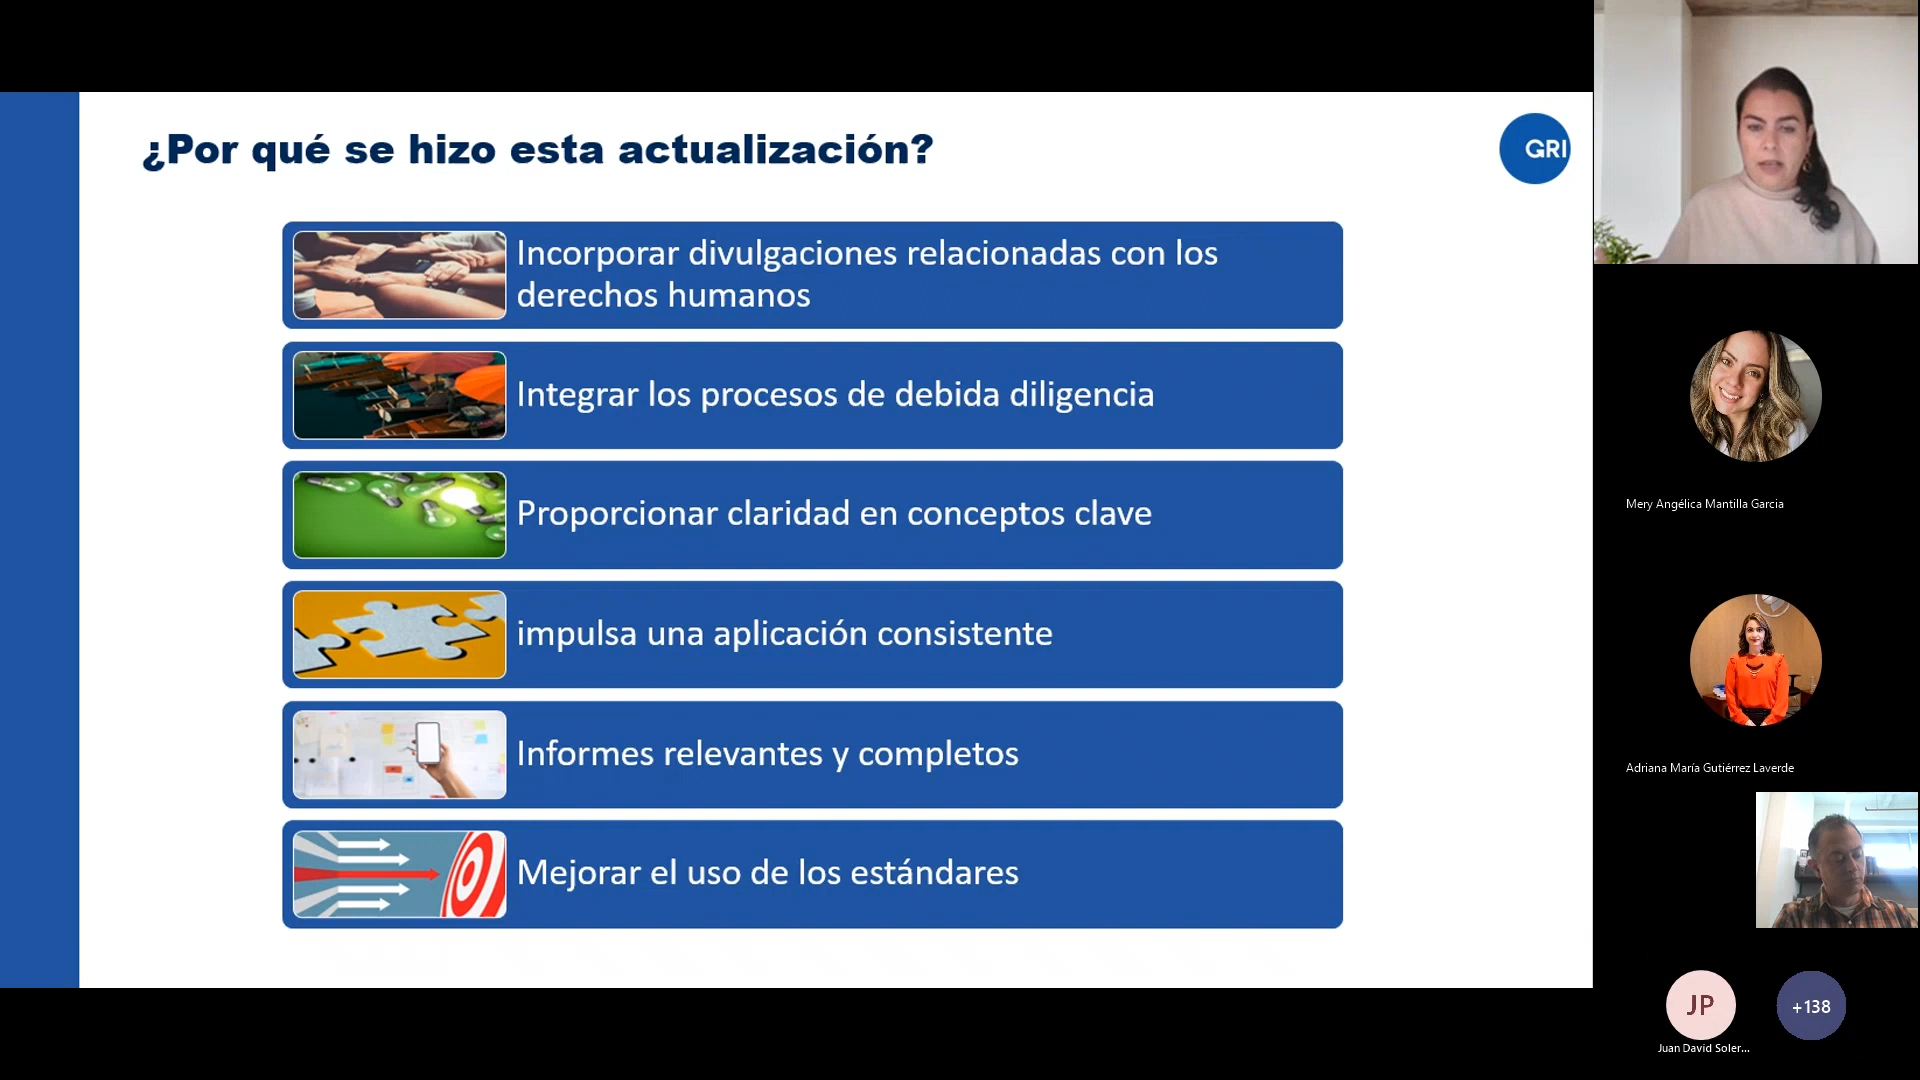 ¿Por qué se hizo esta actualización?
GRI
Incorporar divulgaciones relacionadas con los
derechos humanos
Integrar los procesos de debida diligencia
Proporcionar claridad en conceptos clave
impulsa una aplicación consistente
Informes relevantes y completos
Mejorar el uso de los estándares
Mery Angélica Mantilla Garcia
Adriana María Gutiérrez Laverde
JP
+138
Juan David Soler...